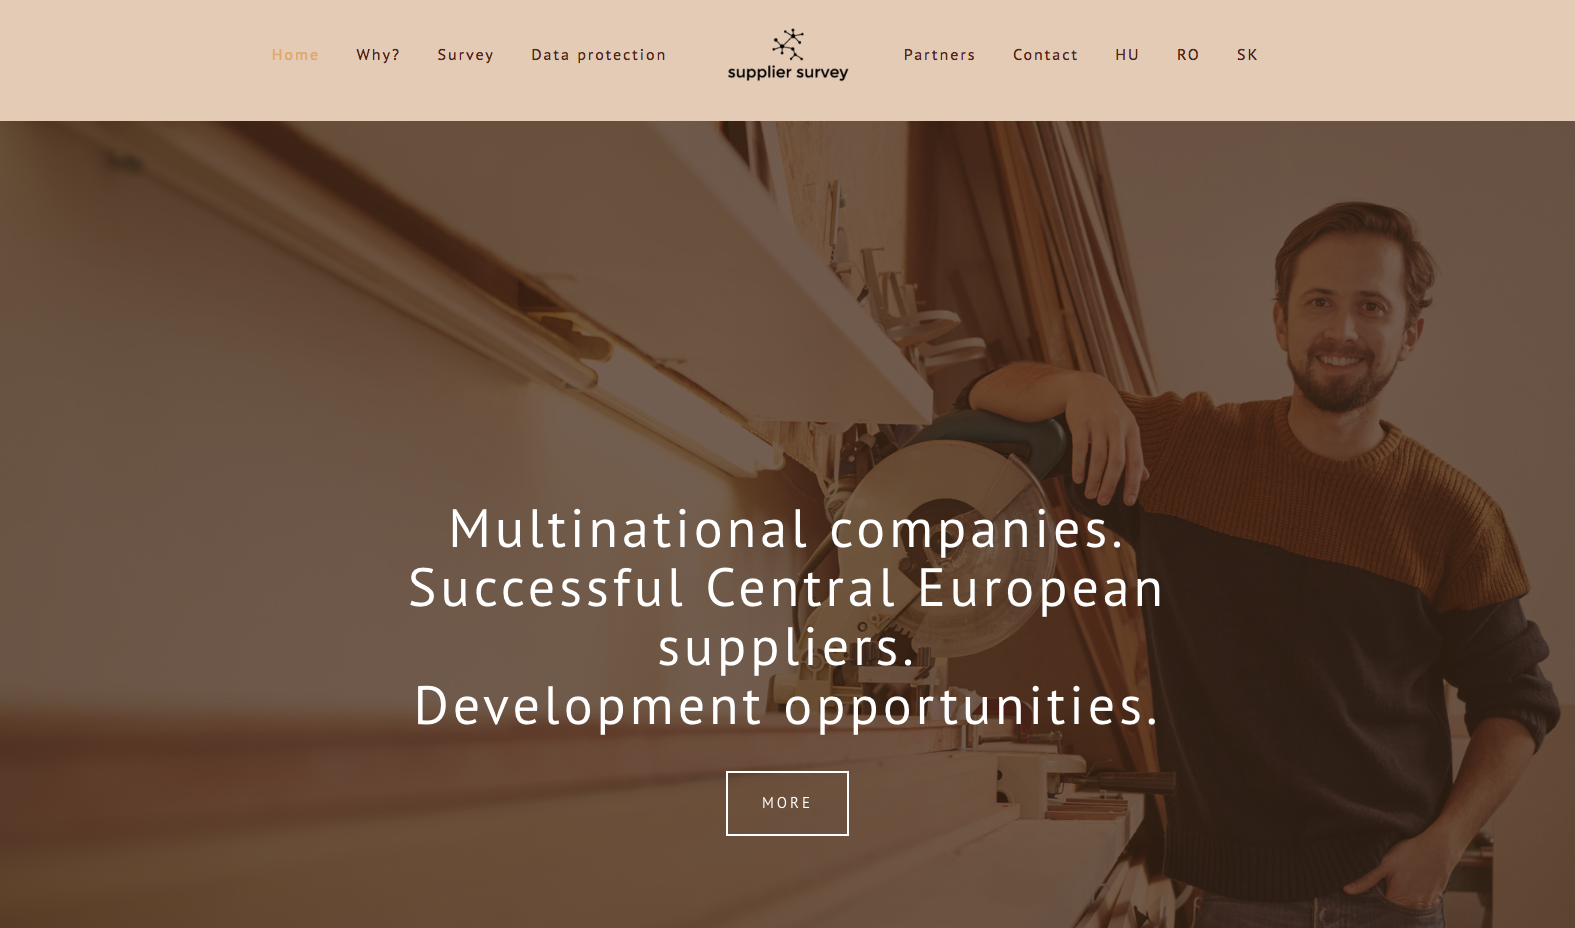 Home Why? Survey Data protection supplier survey Partners Contact HU RO SK
Multinational companies.
Successful Central European
suppliers.
Development opportunities.
MORE